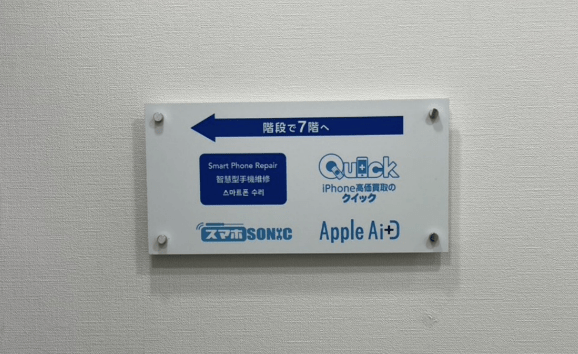 階段で7階へ
Smart Phone Repair
智慧型手機維修
스마트폰 수리
Quick
iPhone高価買取の
クイック
スマホSONIC
Apple AiD